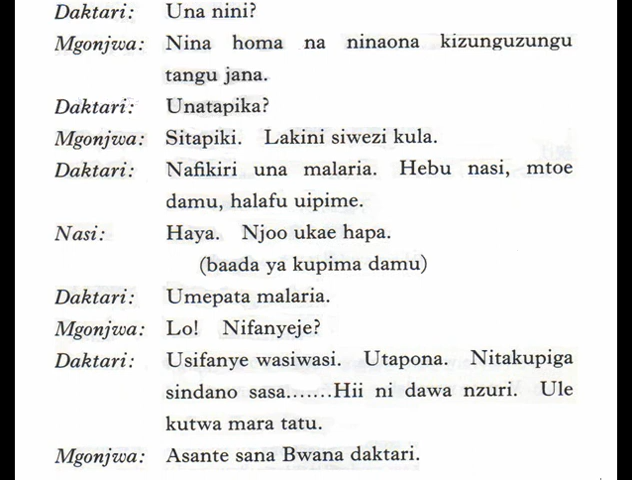 Daktari: Una nini?
Mgonjwa: Nina homa na ninaona kizunguzungu
tangu jana.
Daktari: Unatapika?
Mgonjwa: Sitapiki. Lakini siwezi kula.
Daktari: Nafikiri una malaria. Hebu nasi, mtoe
damu, halafu uipime.
Nasi: Haya. Njoo ukae hapa.
(baada ya kupima damu)
Daktari: Umepata malaria.
Mgonjwa: Lo! Nifanyeje?
Daktari: Usifanye wasiwasi. Utapona. Nitakupiga
sindano sasa.......Hii ni dawa nzuri. Ule
kutwa mara tatu.
Mgonjwa: Asante sana Bwana daktari.